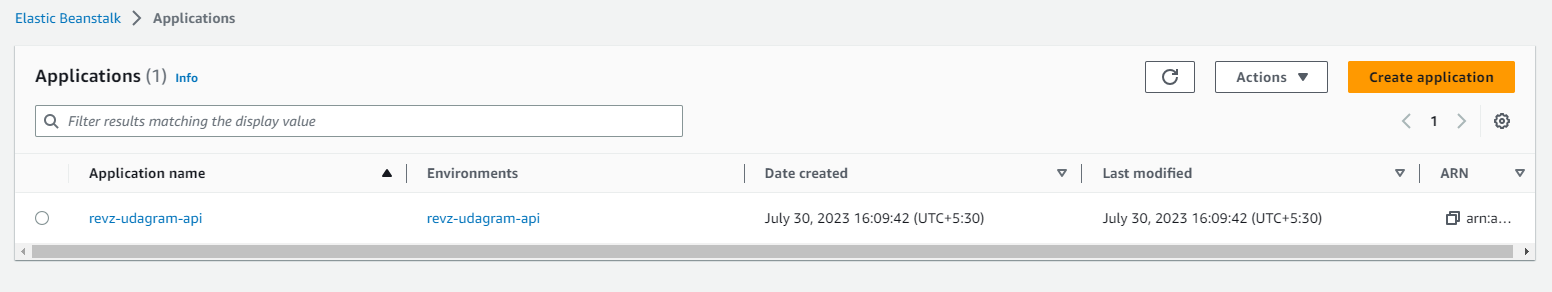 Elastic Beanstalk > Applications
Applications (1) Info
Actions
Create application
Filter results matching the display value
1
Application name Environments Date created Last modified ARN
revz-udagram-api revz-udagram-api July 30, 2023 16:09:42 (UTC+5:30) July 30, 2023 16:09:42 (UTC+5:30) arn:a...